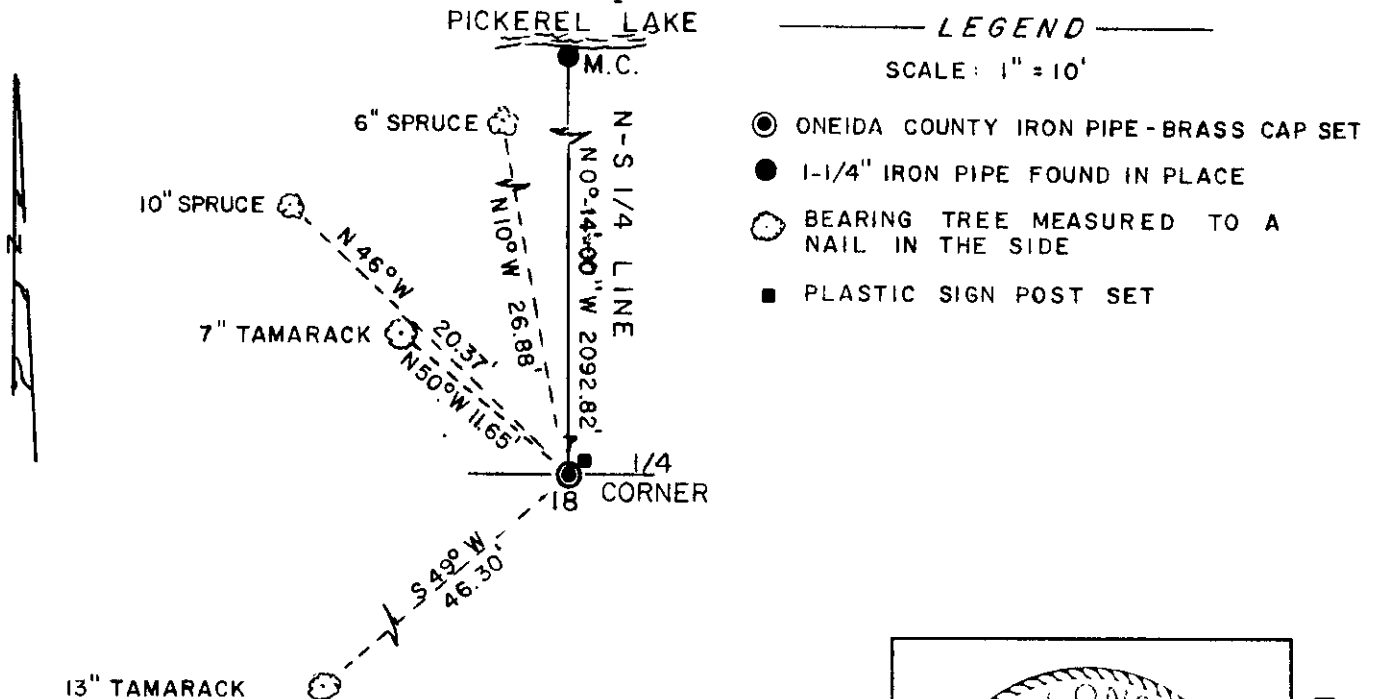 PICKEREL LAKE
M.C.
6" SPRUCE
10" SPRUCE
7" TAMARACK
N 46° W
20.37'
N 50° W 11.65'
N 10° W 26.88'
N 0°-14'-00" W 2092.82'
N-S 1/4 LINE
N
1/4
CORNER
18
S 49° W
46.30'
13" TAMARACK
LEGEND
SCALE: 1" = 10'
ONEIDA COUNTY IRON PIPE-BRASS CAP SET
1-1/4" IRON PIPE FOUND IN PLACE
BEARING TREE MEASURED TO A
NAIL IN THE SIDE
PLASTIC SIGN POST SET